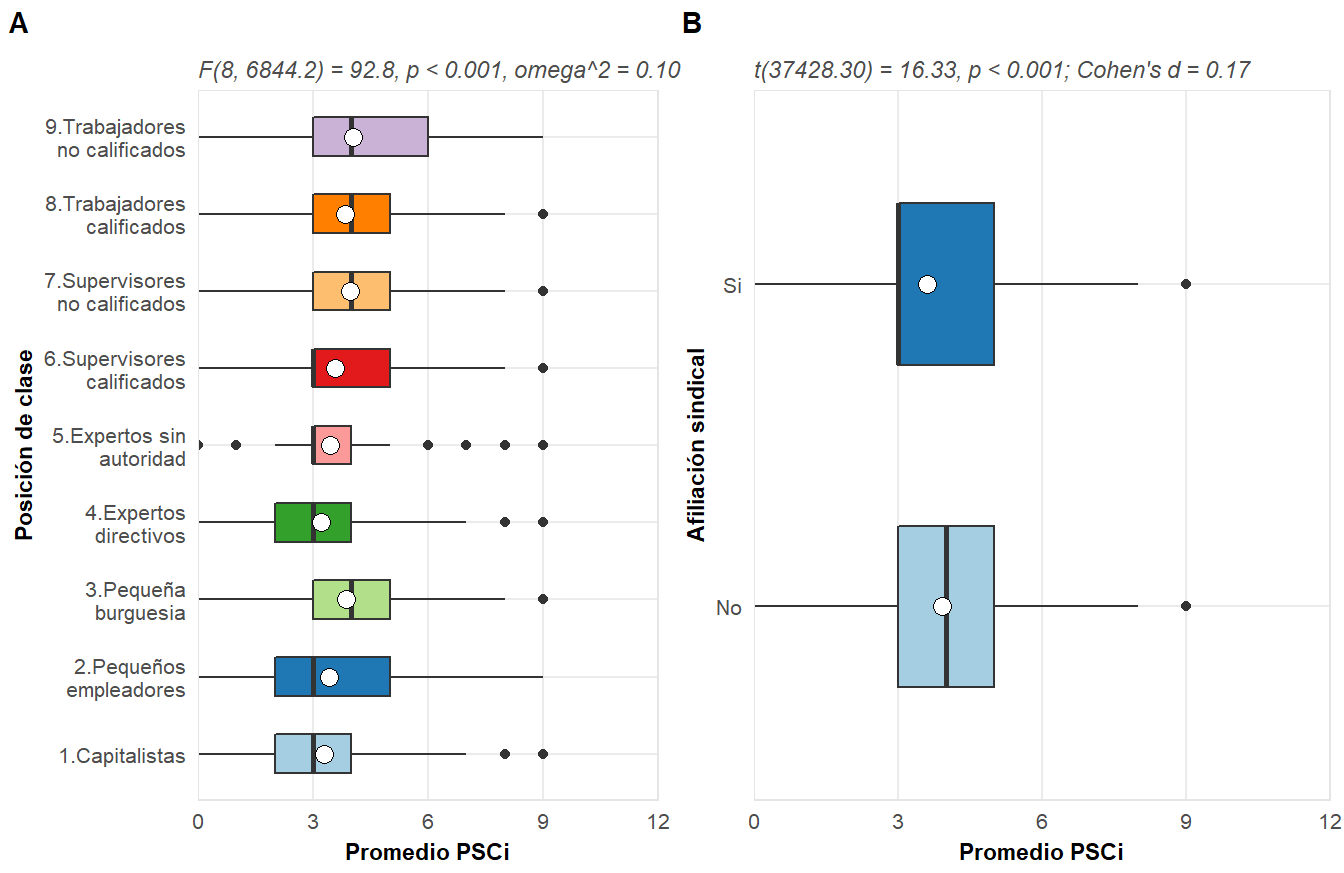 A
F(8, 6844.2) = 92.8, p < 0.001, omega^2 = 0.10
Posición de clase
9.Trabajadores
no calificados
8.Trabajadores
calificados
7.Supervisores
no calificados
6.Supervisores
calificados
5.Expertos sin
autoridad
4.Expertos
directivos
3.Pequeña
burguesia
2.Pequeños
empleadores
1.Capitalistas
0 3 6 9 12
Promedio PSCi
B
t(37428.30) = 16.33, p < 0.001; Cohen's d = 0.17
Afiliación sindical
Si
No
0 3 6 9 12
Promedio PSCi